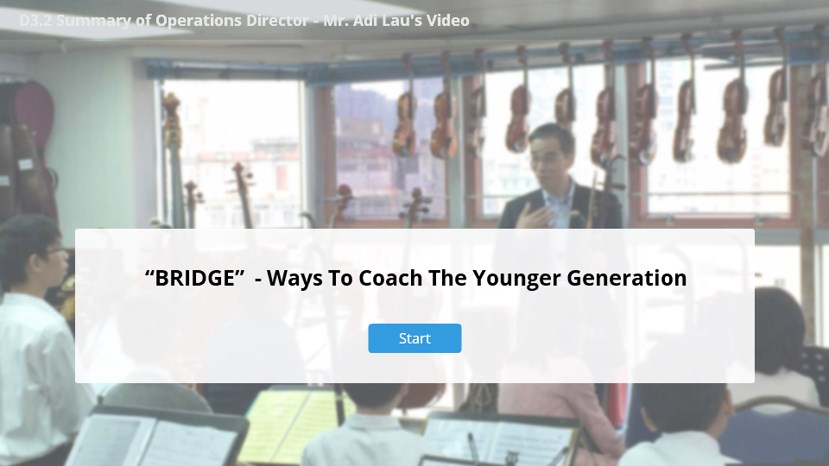 D3.2 Summary of Operations Director - Mr. Adi Lau's Video
“BRIDGE” - Ways To Coach The Younger Generation
Start